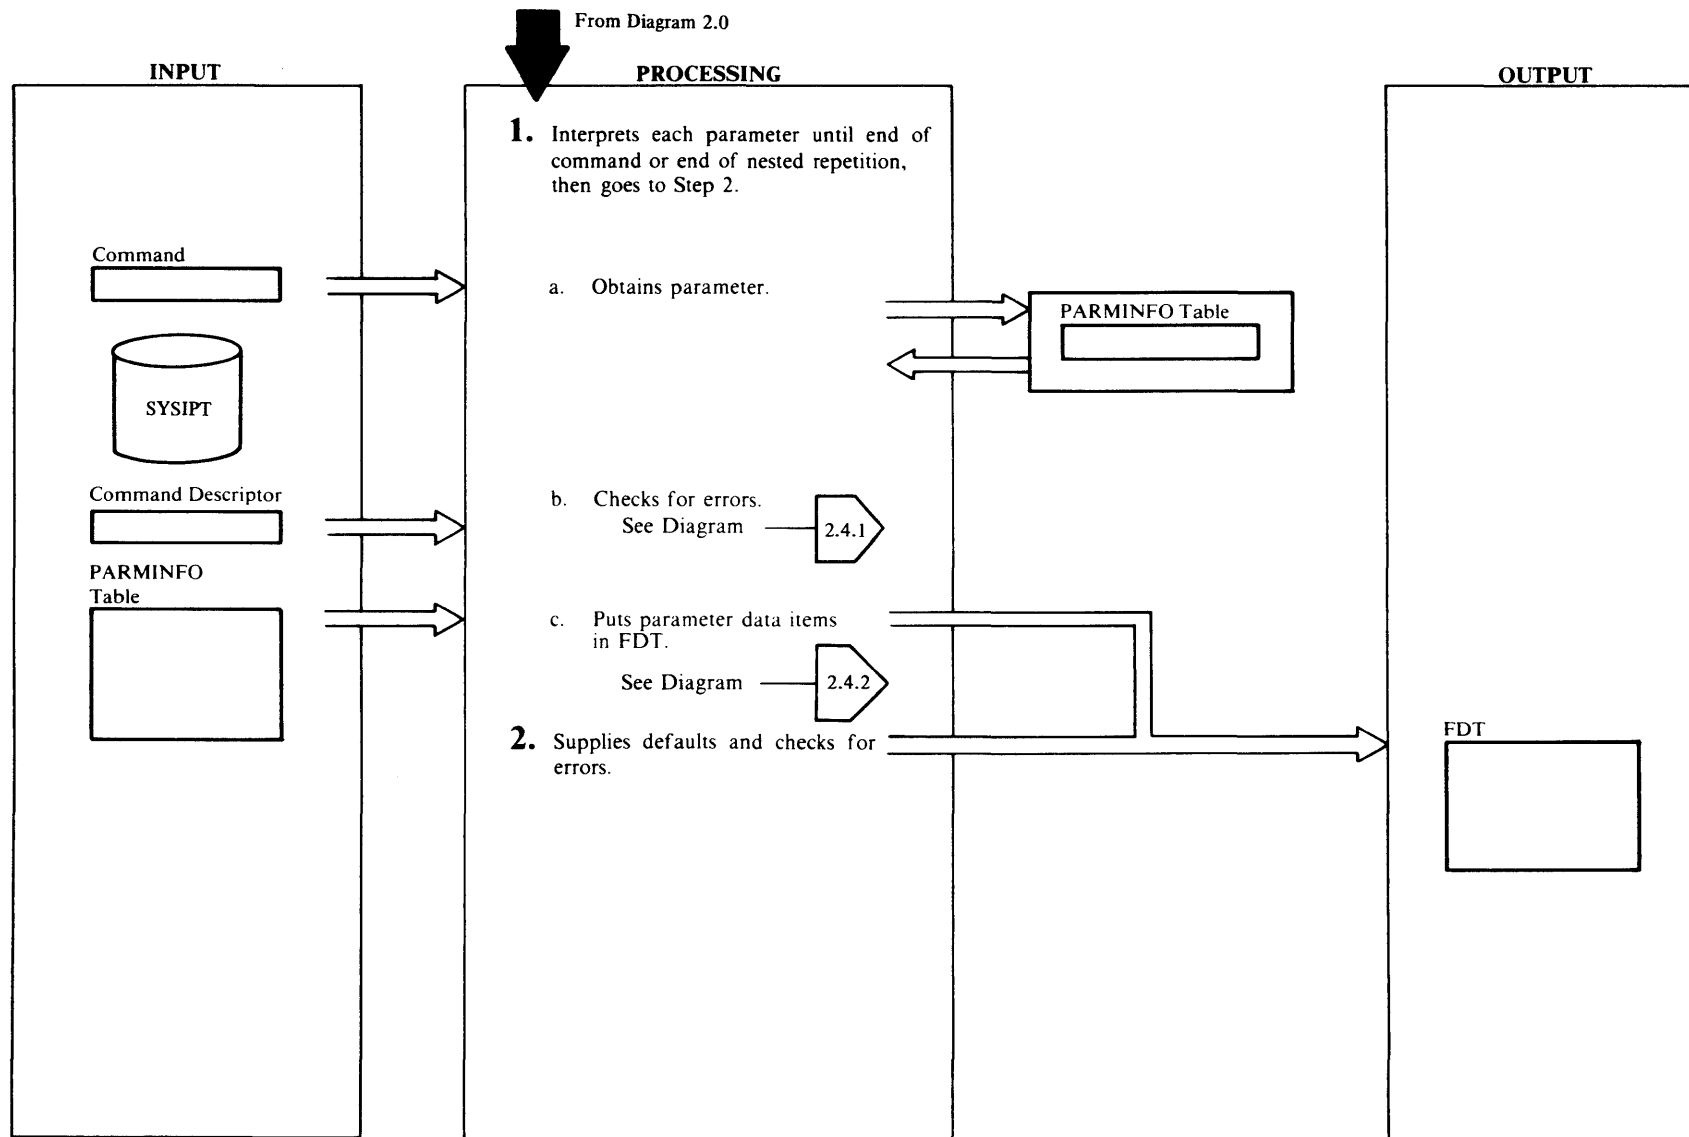 From Diagram 2.0
INPUT
PROCESSING
OUTPUT
1. Interprets each parameter until end of
command or end of nested repetition,
then goes to Step 2.
Command
a. Obtains parameter.
PARMINFO Table
SYSIPT
Command Descriptor
b. Checks for errors.
See Diagram
2.4.1
PARMINFO
Table
c. Puts parameter data items
in FDT.
See Diagram
2.4.2
2. Supplies defaults and checks for
errors.
FDT